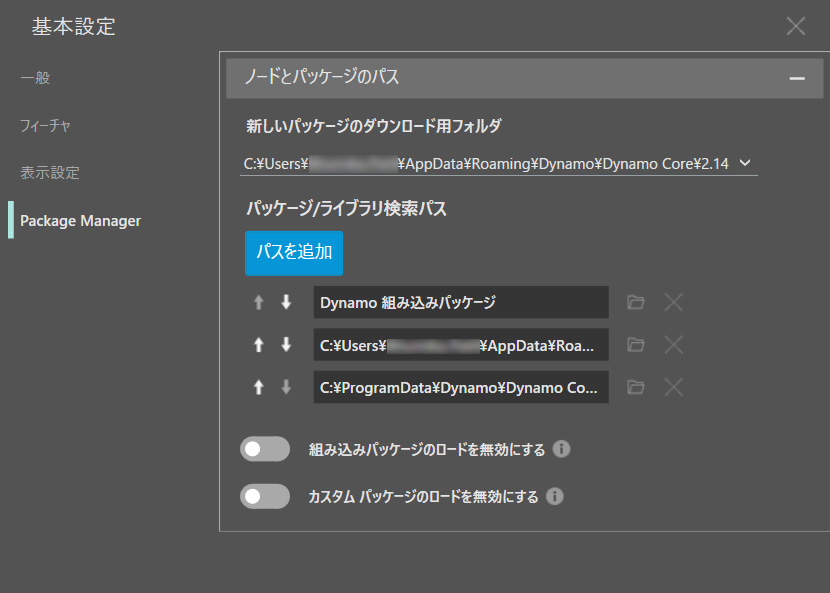 基本設定
一般
フィーチャ
表示設定
Package Manager
ノードとパッケージのパス
新しいパッケージのダウンロード用フォルダ
C:¥Users¥ ¥AppData¥Roaming¥Dynamo¥Dynamo Core¥2.14
パッケージ/ライブラリ検索パス
パスを追加
Dynamo 組み込みパッケージ
C:¥Users¥ ¥AppData¥Roa...
C:¥ProgramData¥Dynamo¥Dynamo Co...
組み込みパッケージのロードを無効にする
カスタム パッケージのロードを無効にする